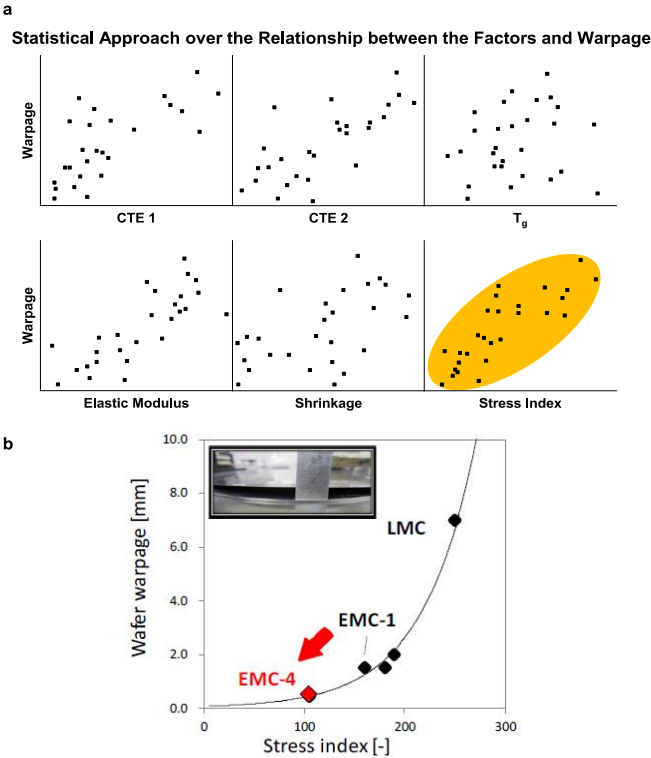 a
Statistical Approach over the Relationship between the Factors and Warpage
Warpage
CTE 1
CTE 2
Tg
Warpage
Elastic Modulus
Shrinkage
Stress Index
b
10.0
8.0
6.0
4.0
2.0
0.0
Wafer warpage [mm]
LMC
EMC-1
EMC-4
0
100
200
300
Stress index [-]